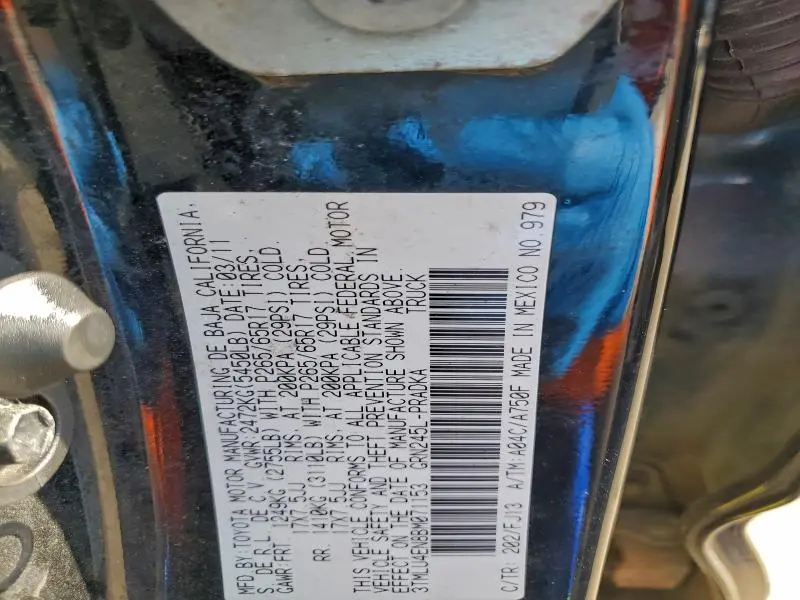 MFD.BY:TOYOTA MOTOR MANUFACTURING DE BAJA CALIFORNIA,
S. DE R.L. DE C.V. GVWR:2472KG(5450LB) DATE:03/11
GAWR:FRT 1249KG (2755LB) WITH P265/65R17 TIRES,
17X7.5JJ RIMS, AT 200KPA (29PSI) COLD.
RR: 1410KG (3110LB) WITH P265/65R17 TIRES,
17X7.5JJ RIMS, AT 200KPA (29PSI) COLD.
THIS VEHICLE CONFORMS TO ALL APPLICABLE FEDERAL MOTOR
VEHICLE SAFETY AND THEFT PREVENTION STANDARDS IN
EFFECT ON THE DATE OF MANUFACTURE SHOWN ABOVE.
3TMLU4EN8BM071153 GRN245L-PRADKA TRUCK
C/TR: 202/FJ13 A/TM:A04C/A750F MADE IN MEXICO NO.979